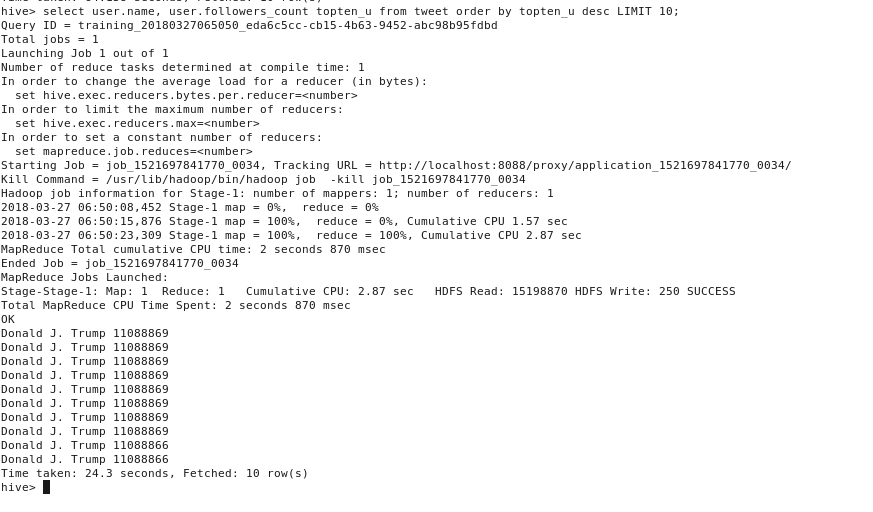 hive> select user.name, user.followers_count topten_u from tweet order by topten_u desc LIMIT 10;
Query ID = training_20180327065050_eda6c5cc-cb15-4b63-9452-abc98b95fdbd
Total jobs = 1
Launching Job 1 out of 1
Number of reduce tasks determined at compile time: 1
In order to change the average load for a reducer (in bytes):
  set hive.exec.reducers.bytes.per.reducer=<number>
In order to limit the maximum number of reducers:
  set hive.exec.reducers.max=<number>
In order to set a constant number of reducers:
  set mapreduce.job.reduces=<number>
Starting Job = job_1521697841770_0034, Tracking URL = http://localhost:8088/proxy/application_1521697841770_0034/
Kill Command = /usr/lib/hadoop/bin/hadoop job  -kill job_1521697841770_0034
Hadoop job information for Stage-1: number of mappers: 1; number of reducers: 1
2018-03-27 06:50:08,452 Stage-1 map = 0%,  reduce = 0%
2018-03-27 06:50:15,876 Stage-1 map = 100%,  reduce = 0%, Cumulative CPU 1.57 sec
2018-03-27 06:50:23,309 Stage-1 map = 100%,  reduce = 100%, Cumulative CPU 2.87 sec
MapReduce Total cumulative CPU time: 2 seconds 870 msec
Ended Job = job_1521697841770_0034
MapReduce Jobs Launched:
Stage-Stage-1: Map: 1  Reduce: 1   Cumulative CPU: 2.87 sec   HDFS Read: 15198870 HDFS Write: 250 SUCCESS
Total MapReduce CPU Time Spent: 2 seconds 870 msec
OK
Donald J. Trump 11088869
Donald J. Trump 11088869
Donald J. Trump 11088869
Donald J. Trump 11088869
Donald J. Trump 11088869
Donald J. Trump 11088869
Donald J. Trump 11088869
Donald J. Trump 11088869
Donald J. Trump 11088866
Donald J. Trump 11088866
Time taken: 24.3 seconds, Fetched: 10 row(s)
hive>